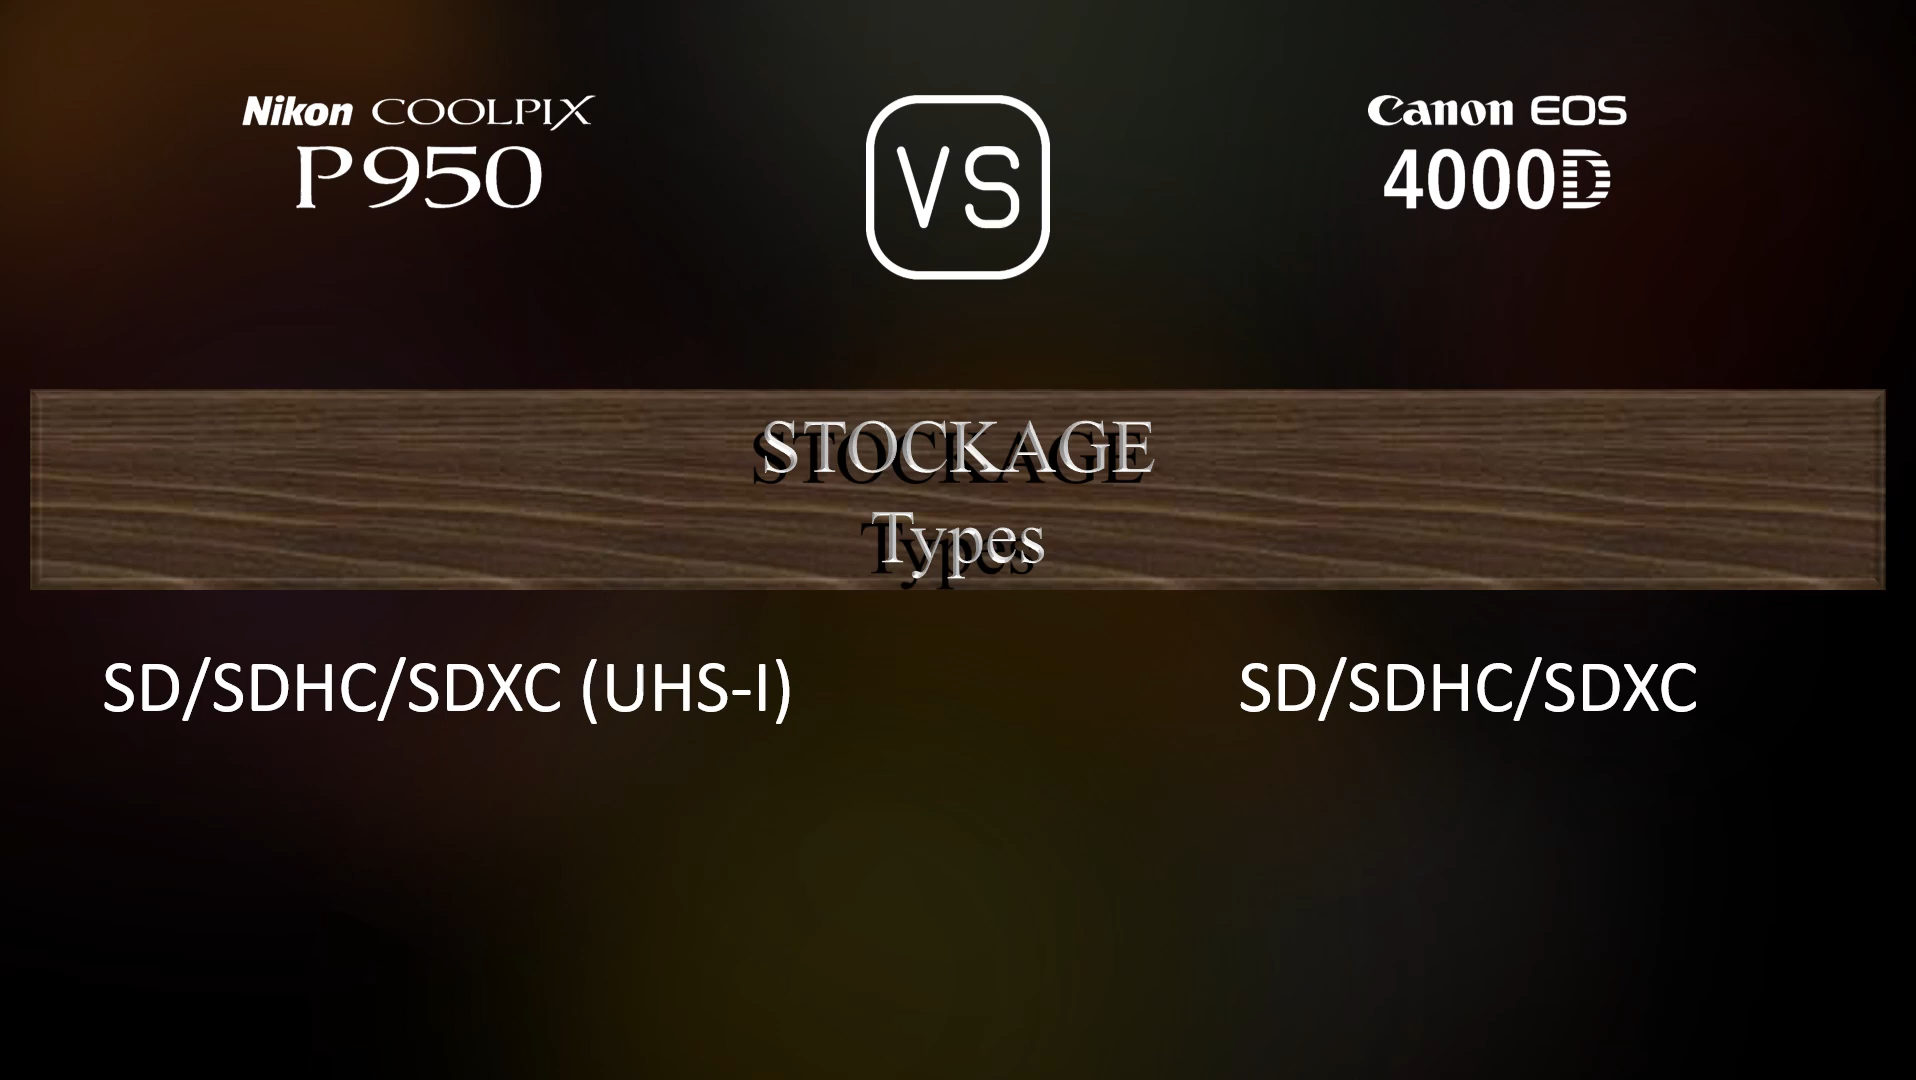 Nikon COOLPIX
P950
VS
Canon EOS
4000D
STOCKAGE
Types
SD/SDHC/SDXC (UHS-I)
SD/SDHC/SDXC